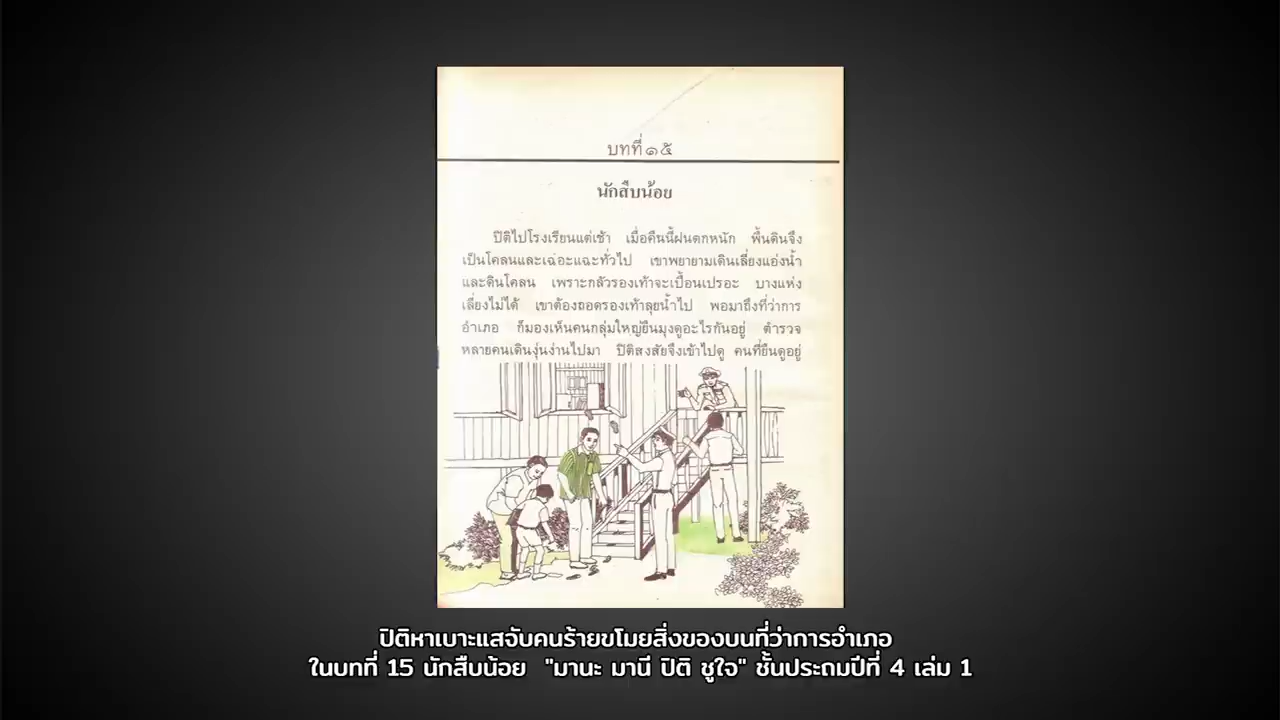 บทที่ ๑๕
นักสืบน้อย
ปิติไปโรงเรียนแต่เช้า เมื่อคืนนี้ฝนตกหนัก พื้นดินจึง
เป็นโคลนและเฉอะแฉะทั่วไป เขาพยายามเดินเลี่ยงแอ่งน้ำ
และดินโคลน เพราะกลัวรองเท้าจะเปื้อนเปรอะ บางแห่ง
เลี่ยงไม่ได้ เขาต้องถอดรองเท้าลุยน้ำไป พอมาถึงที่ว่าการ
อำเภอ ก็มองเห็นคนกลุ่มใหญ่ยืนมุงดูอะไรกันอยู่ ตำรวจ
หลายคนเดินงุ่นง่านไปมา ปิติสงสัยจึงเข้าไปดู คนที่ยืนดูอยู่
ปิติหาเบาะแสจับคนร้ายขโมยสิ่งของบนที่ว่าการอำเภอ
ในบทที่ 15 นักสืบน้อย "มานะ มานี ปิติ ชูใจ" ชั้นประถมปีที่ 4 เล่ม 1